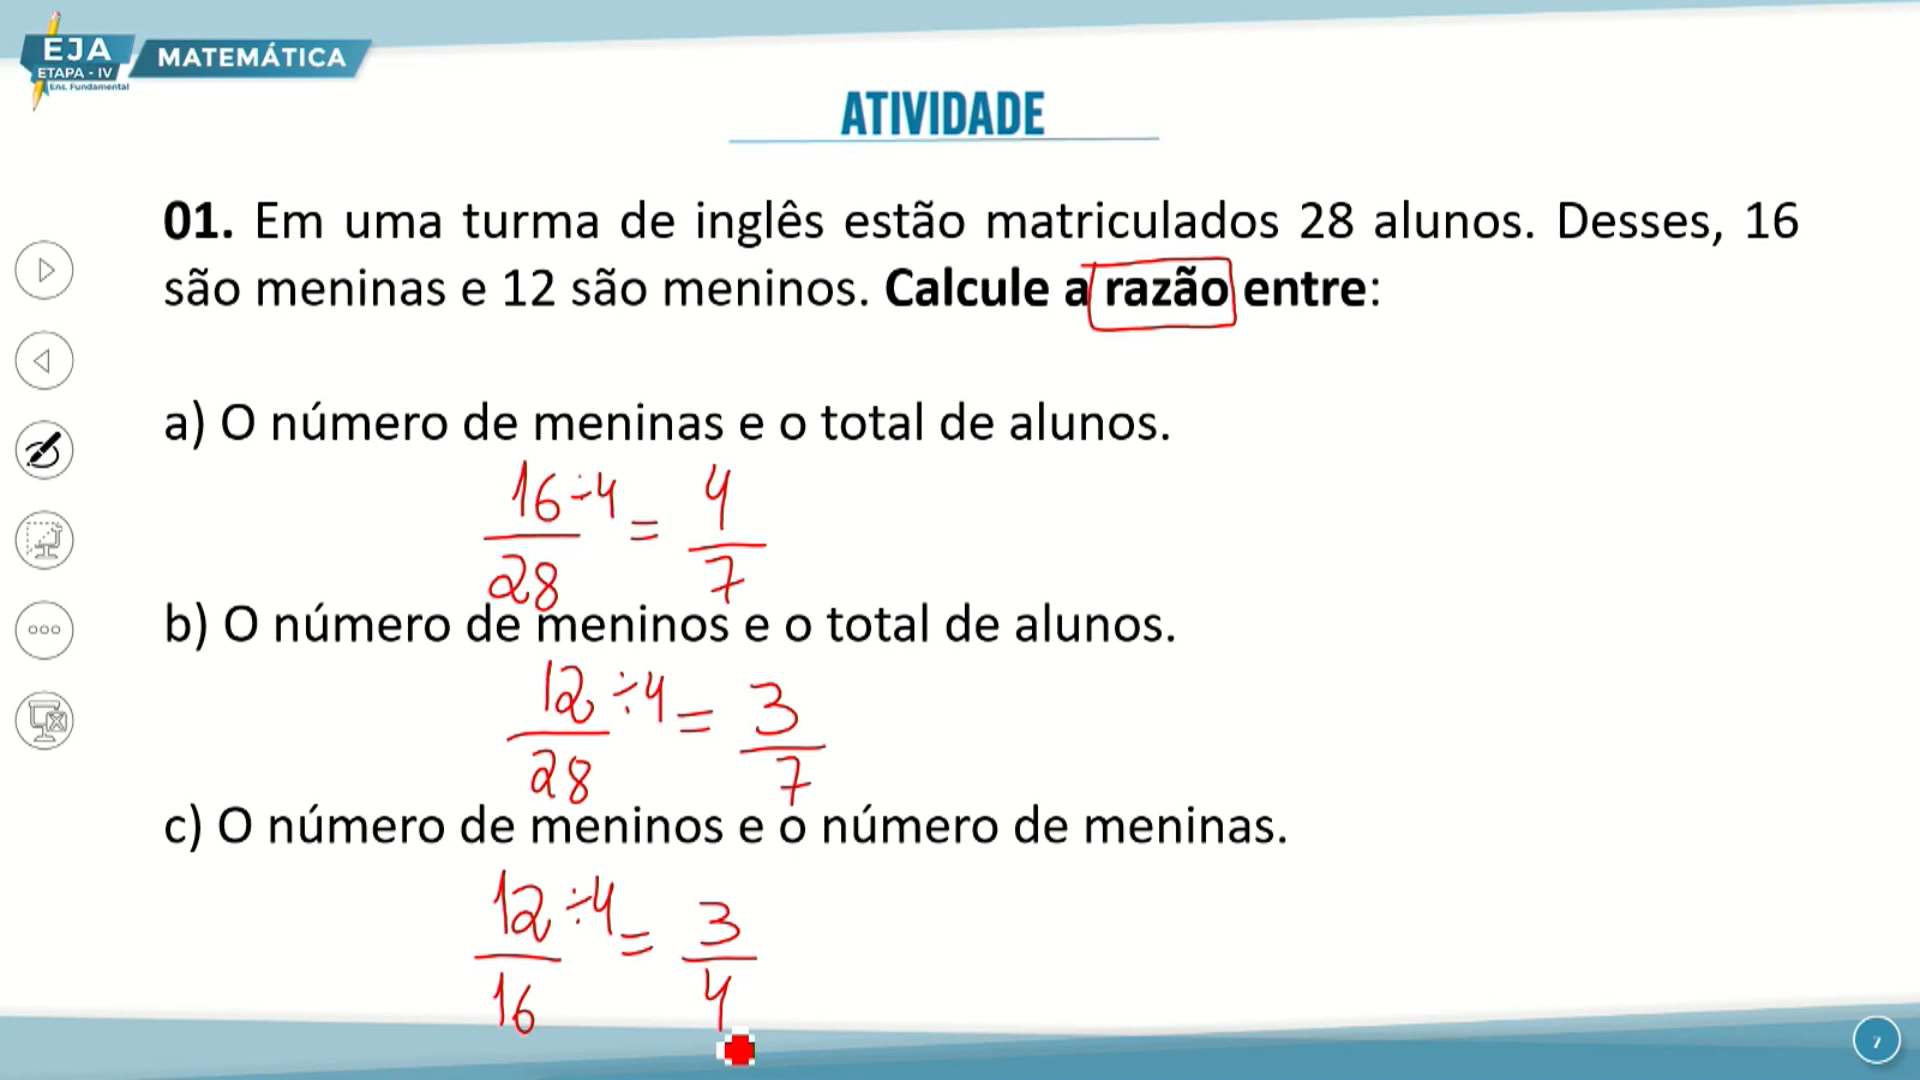 EJA
ETAPA - IV
Ens. Fundamental
MATEMÁTICA
ATIVIDADE
01. Em uma turma de inglês estão matriculados 28 alunos. Desses, 16
são meninas e 12 são meninos. Calcule a razão entre:
a) O número de meninas e o total de alunos.
16 ÷4 = 4
28 7
b) O número de meninos e o total de alunos.
12 ÷4 = 3
28 7
c) O número de meninos e o número de meninas.
12 ÷4 = 3
16 4
7